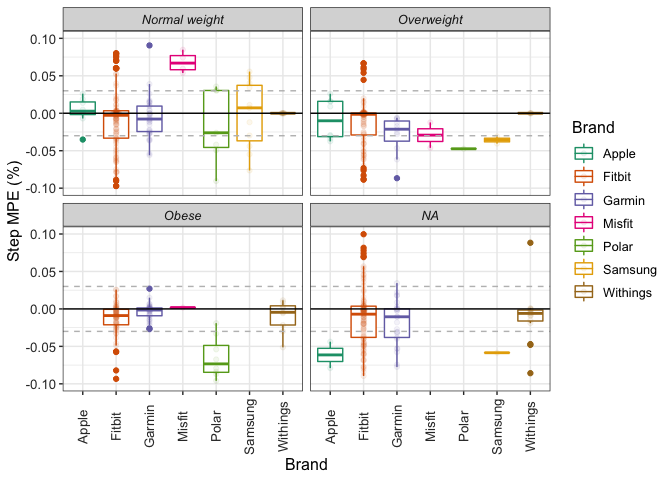 Normal weight
Overweight
0.10
0.05
0.00
-0.05
-0.10
Obese
NA
0.10
0.05
0.00
-0.05
-0.10
Step MPE (%)
Apple
Fitbit
Garmin
Misfit
Polar
Samsung
Withings
Apple
Fitbit
Garmin
Misfit
Polar
Samsung
Withings
Brand
Brand
Apple
Fitbit
Garmin
Misfit
Polar
Samsung
Withings